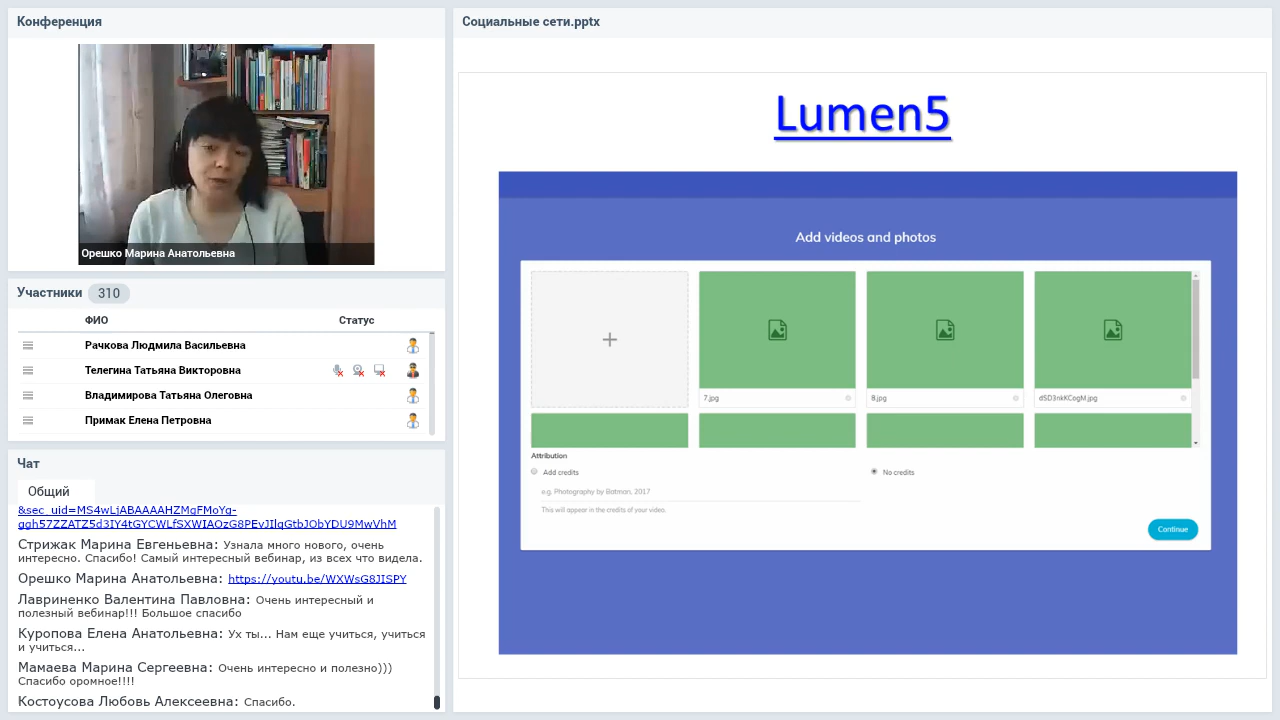 Конференция
Орешко Марина Анатольевна
Участники 310
ФИО Статус
Рачкова Людмила Васильевна
Телегина Татьяна Викторовна
Владимирова Татьяна Олеговна
Примак Елена Петровна
Чат
Общий
&sec_uid=MS4wLjABAAAAHZMgFMoYg-
ggh57ZZATZ5d3IY4tGYCWLfSXWIAOzG8PEvJIlqGtbJObYDU9MwVhM
Стрижак Марина Евгеньевна: Узнала много нового, очень
интересно. Спасибо! Самый интересный вебинар, из всех что видела.
Орешко Марина Анатольевна: https://youtu.be/WXWsG8JISPY
Лавриненко Валентина Павловна: Очень интересный и
полезный вебинар!!! Большое спасибо
Куропова Елена Анатольевна: Ух ты... Нам еще учиться, учиться
и учиться...
Мамаева Марина Сергеевна: Очень интересно и полезно)))
Спасибо оромное!!!!
Костоусова Любовь Алексеевна: Спасибо.
Социальные сети.pptx
Lumen5
Add videos and photos
7.jpg
8.jpg
dSD3nkKCogM.jpg
Attribution
Add credits
No credits
e.g. Photography by Batman, 2017
This will appear in the credits of your video.
Continue